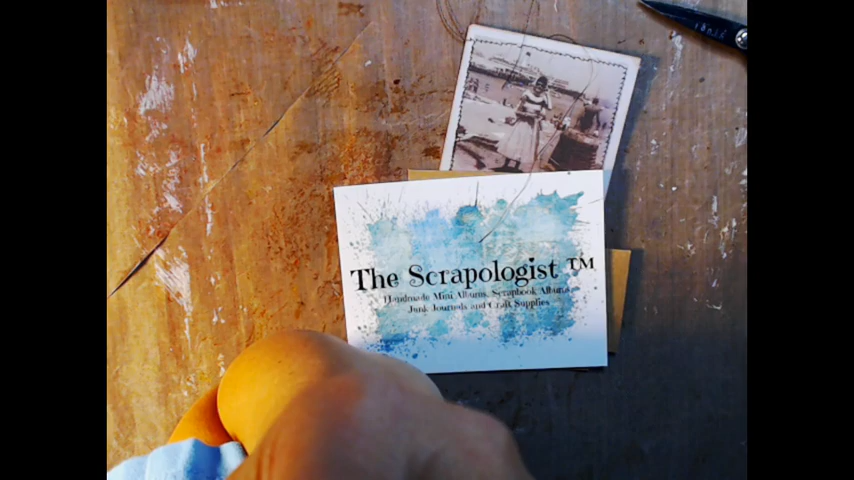 The Scrapologist ™
Handmade Mini Albums, Scrapbook Albums,
Junk Journals and Craft Supplies